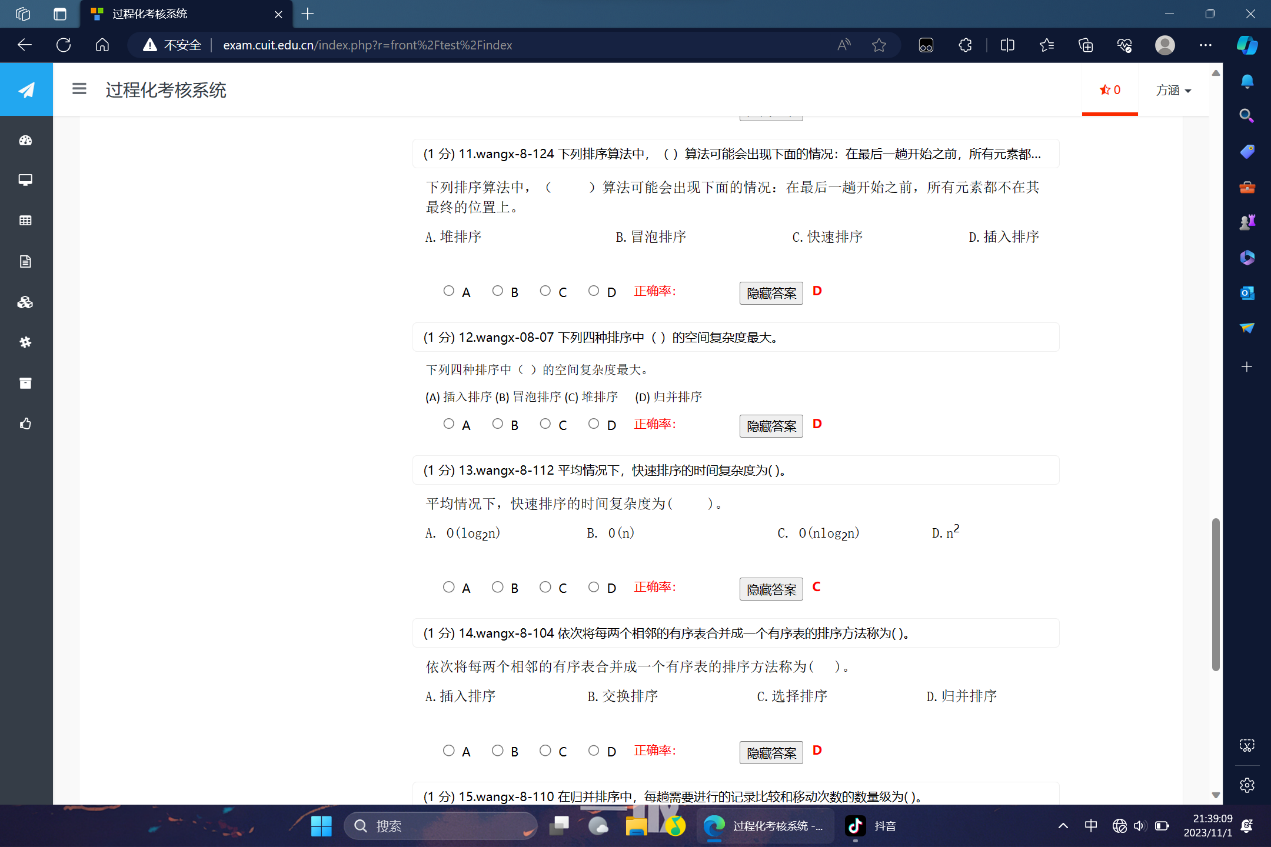 过程化考核系统
不安全 exam.cuit.edu.cn/index.php?r=front%2Ftest%2Findex
过程化考核系统
0
方涵
(1 分) 11.wangx-8-124 下列排序算法中，（ ）算法可能会出现下面的情况：在最后一趟开始之前，所有元素都...
下列排序算法中，（ ）算法可能会出现下面的情况：在最后一趟开始之前，所有元素都不在其
最终的位置上。
A.堆排序 B.冒泡排序 C.快速排序 D.插入排序
A B C D 正确率: 隐藏答案 D
(1 分) 12.wangx-08-07 下列四种排序中（ ）的空间复杂度最大。
下列四种排序中（ ）的空间复杂度最大。
(A) 插入排序 (B) 冒泡排序 (C) 堆排序 (D) 归并排序
A B C D 正确率: 隐藏答案 D
(1 分) 13.wangx-8-112 平均情况下，快速排序的时间复杂度为( )。
平均情况下，快速排序的时间复杂度为( )。
A. O(log₂n) B. O(n) C. O(nlog₂n) D.n²
A B C D 正确率: 隐藏答案 C
(1 分) 14.wangx-8-104 依次将每两个相邻的有序表合并成一个有序表的排序方法称为( )。
依次将每两个相邻的有序表合并成一个有序表的排序方法称为( )。
A.插入排序 B.交换排序 C.选择排序 D.归并排序
A B C D 正确率: 隐藏答案 D
(1 分) 15.wangx-8-110 在归并排序中，每趟需要进行的记录比较和移动次数的数量级为( )。
搜索
过程化考核系统 -...
抖音
中
21:39:09
2023/11/1